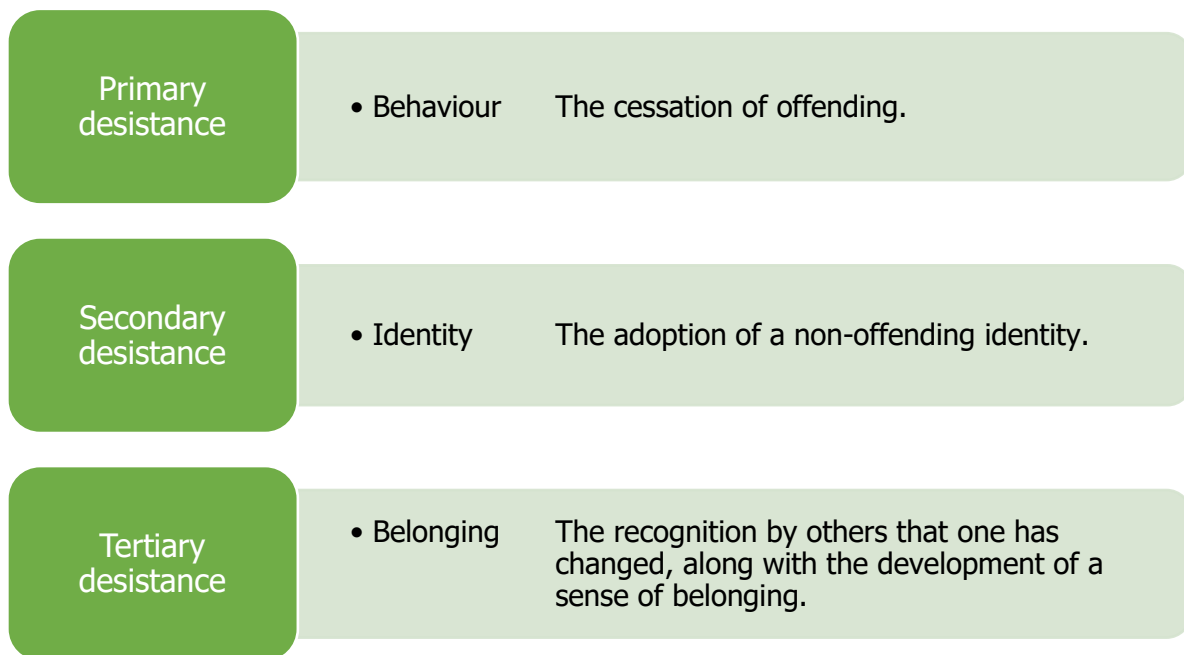 Primary
desistance
• Behaviour The cessation of offending.
Secondary
desistance
• Identity The adoption of a non-offending identity.
Tertiary
desistance
• Belonging The recognition by others that one has
changed, along with the development of a
sense of belonging.